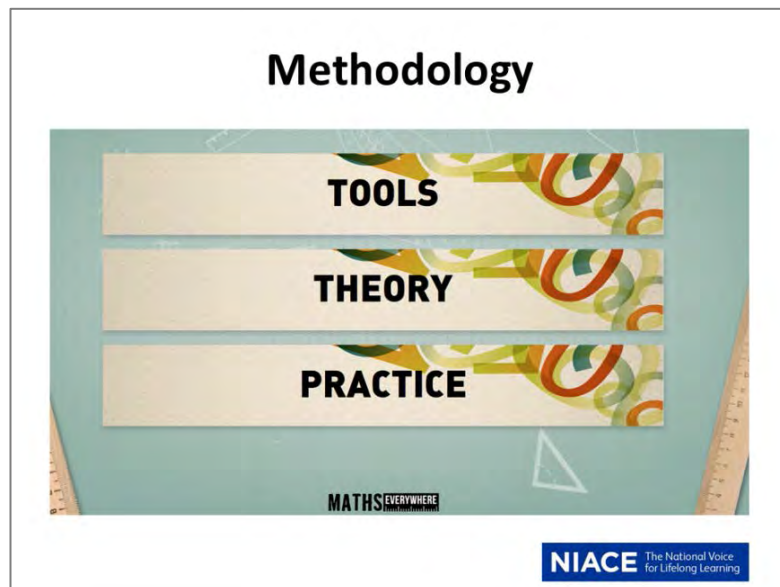 Methodology
TOOLS
THEORY
PRACTICE
MATHS EVERYWHERE
NIACE The National Voice
for Lifelong Learning